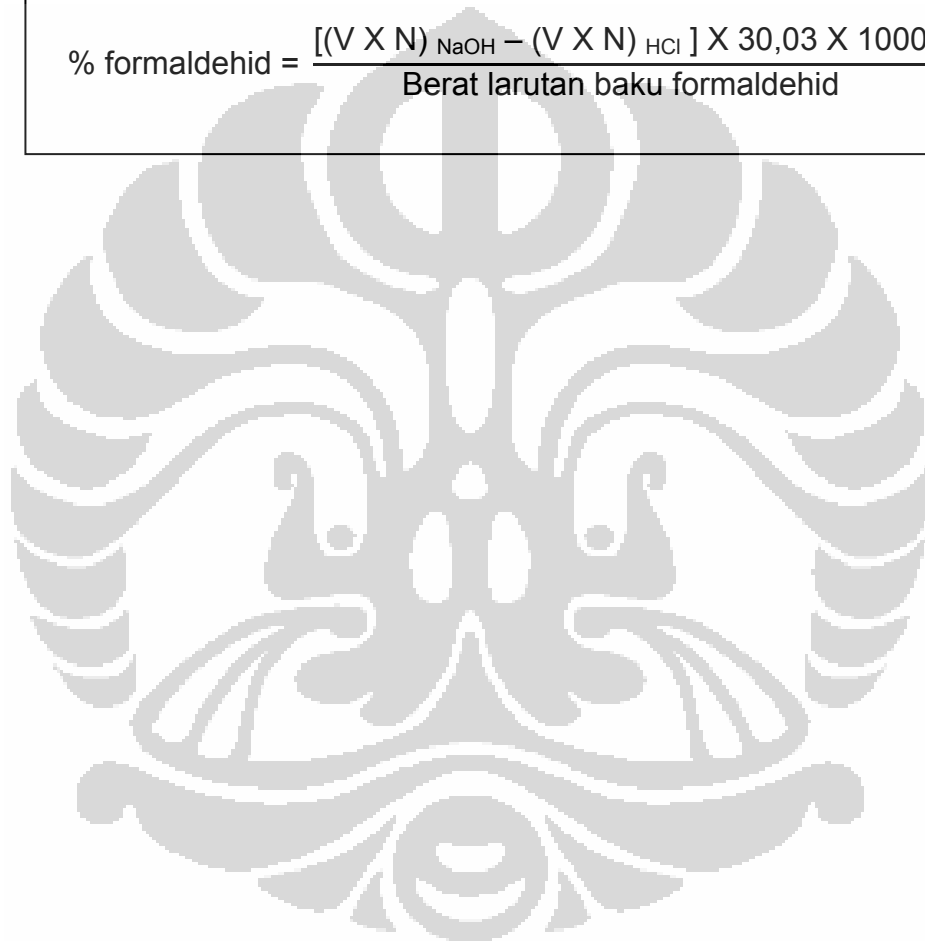 % formaldehid = [(V X N) NaOH – (V X N) HCl ] X 30,03 X 1000
Berat larutan baku formaldehid